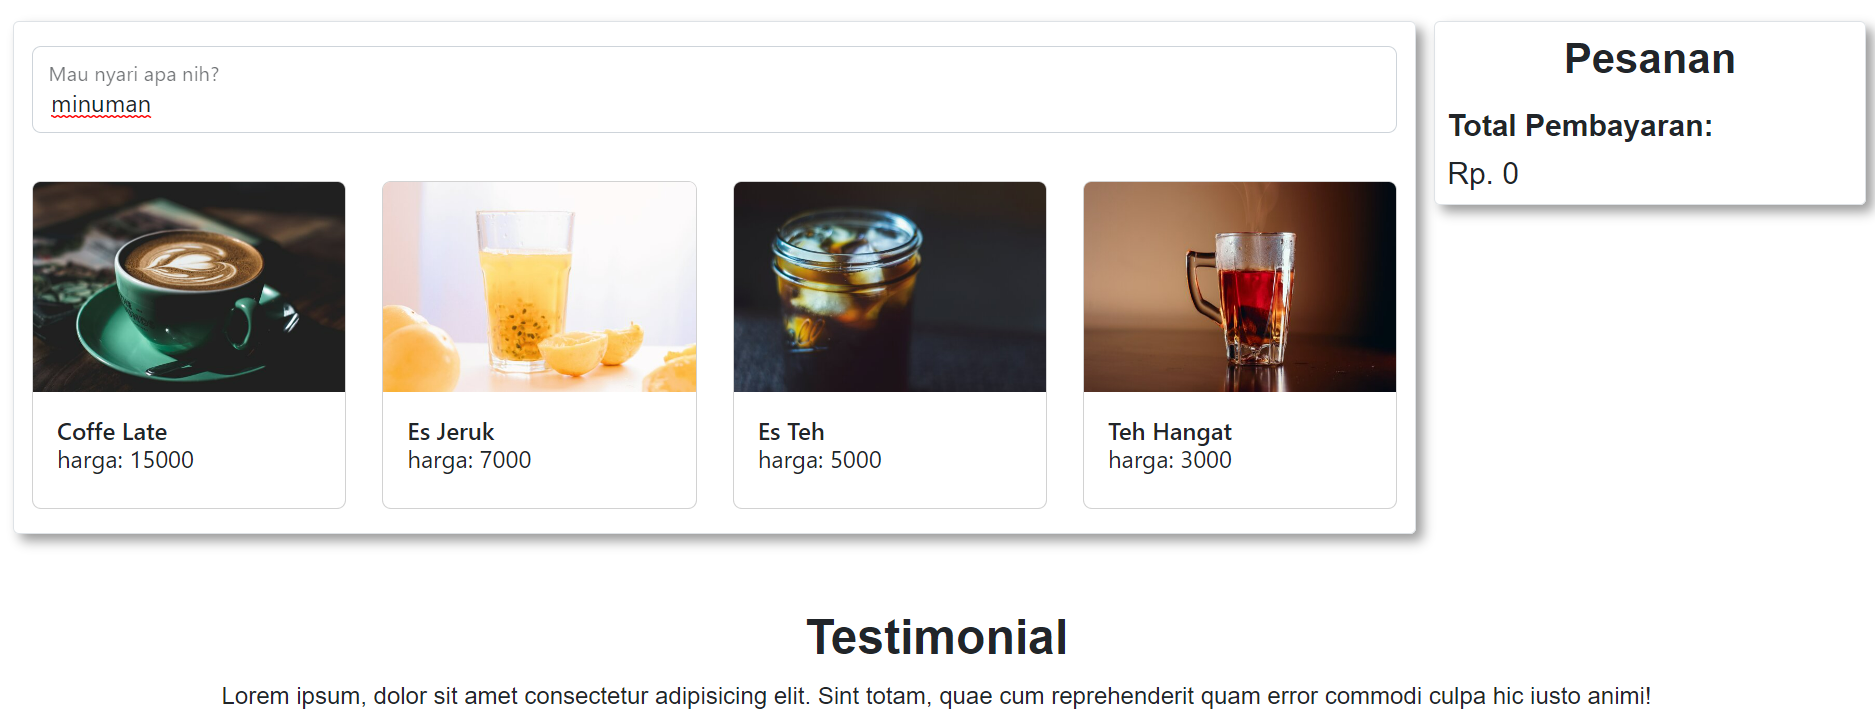 Mau nyari apa nih?
minuman
Coffe Late
harga: 15000
Es Jeruk
harga: 7000
Es Teh
harga: 5000
Teh Hangat
harga: 3000
Pesanan
Total Pembayaran:
Rp. 0
Testimonial
Lorem ipsum, dolor sit amet consectetur adipisicing elit. Sint totam, quae cum reprehenderit quam error commodi culpa hic iusto animi!